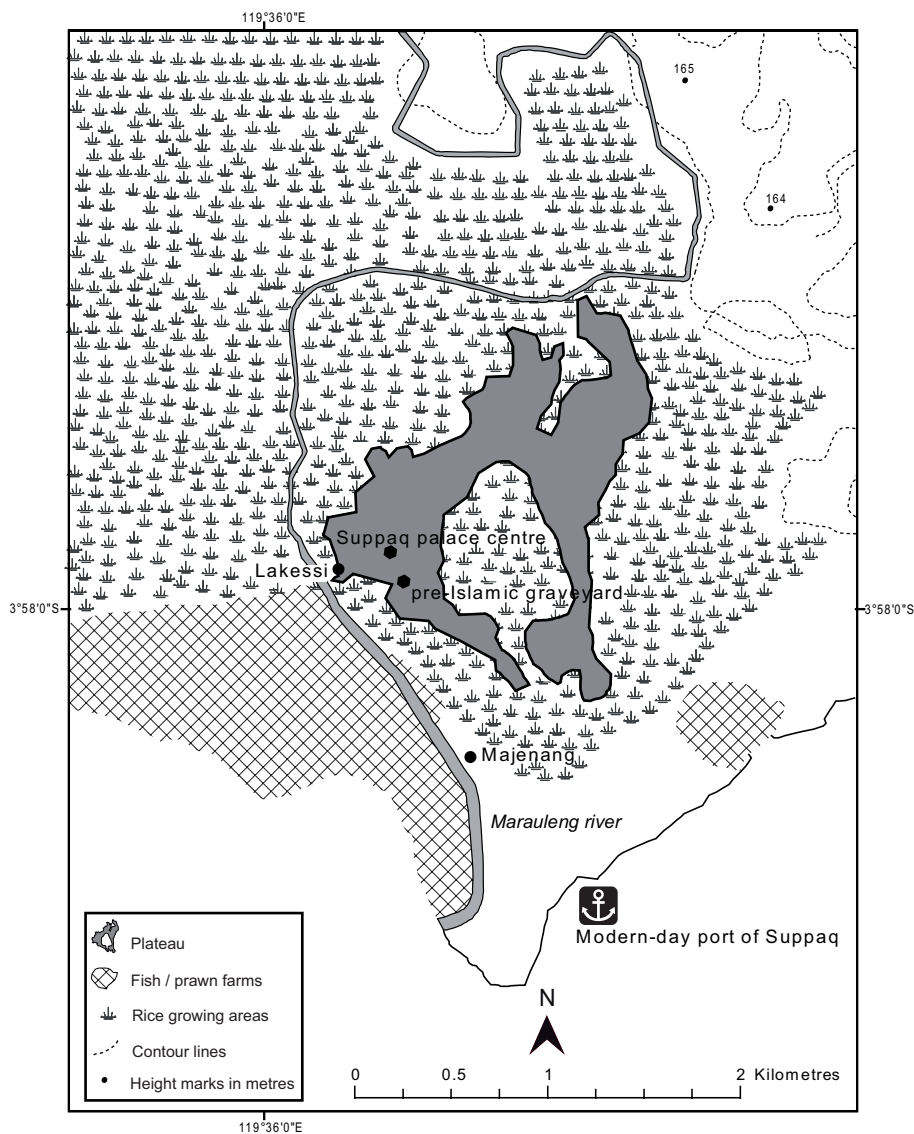 119°36'0"E
165
164
Suppaq palace centre
Lakessi
pre-Islamic graveyard
3°58'0"S
3°58'0"S
Majenang
Marauleng river
Modern-day port of Suppaq
Plateau
Fish / prawn farms
Rice growing areas
Contour lines
Height marks in metres
N
0 0.5 1 2 Kilometres
119°36'0"E